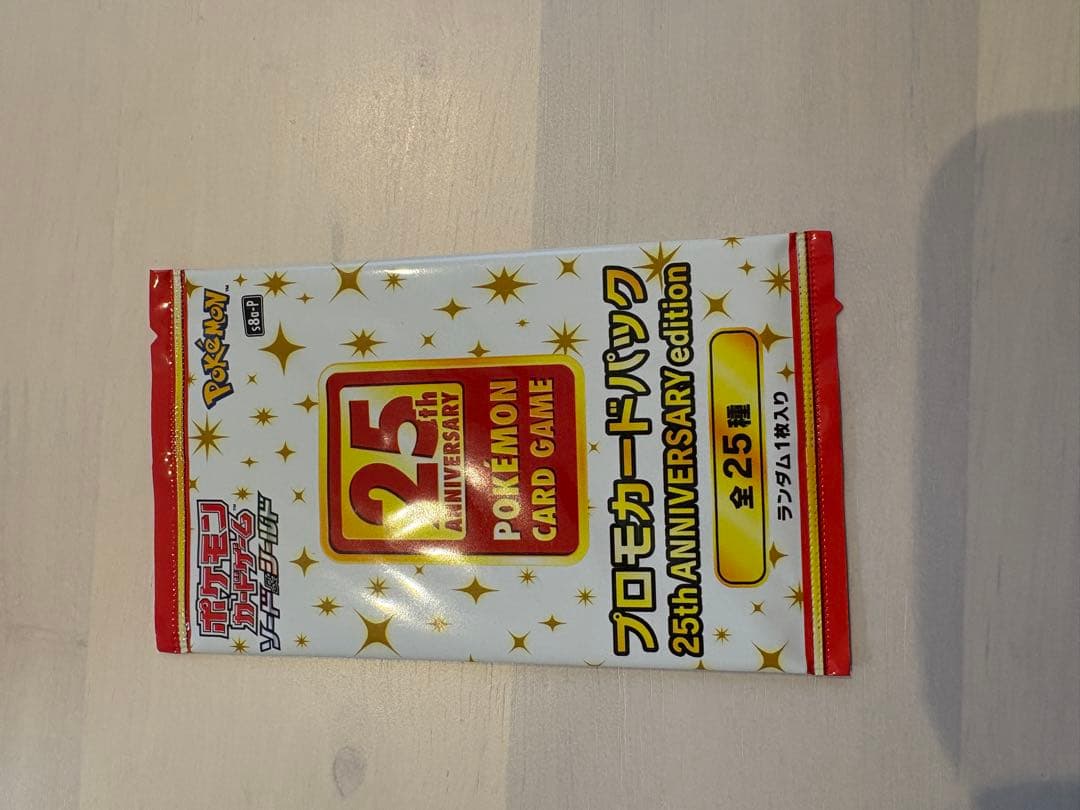 ポケモン
カードゲーム
ソード&シールド
POKéMON™
s8a-P
25th
ANNIVERSARY
POKÉMON
CARD GAME
プロモカードパック
25th ANNIVERSARY edition
全25種
ランダム1枚入り